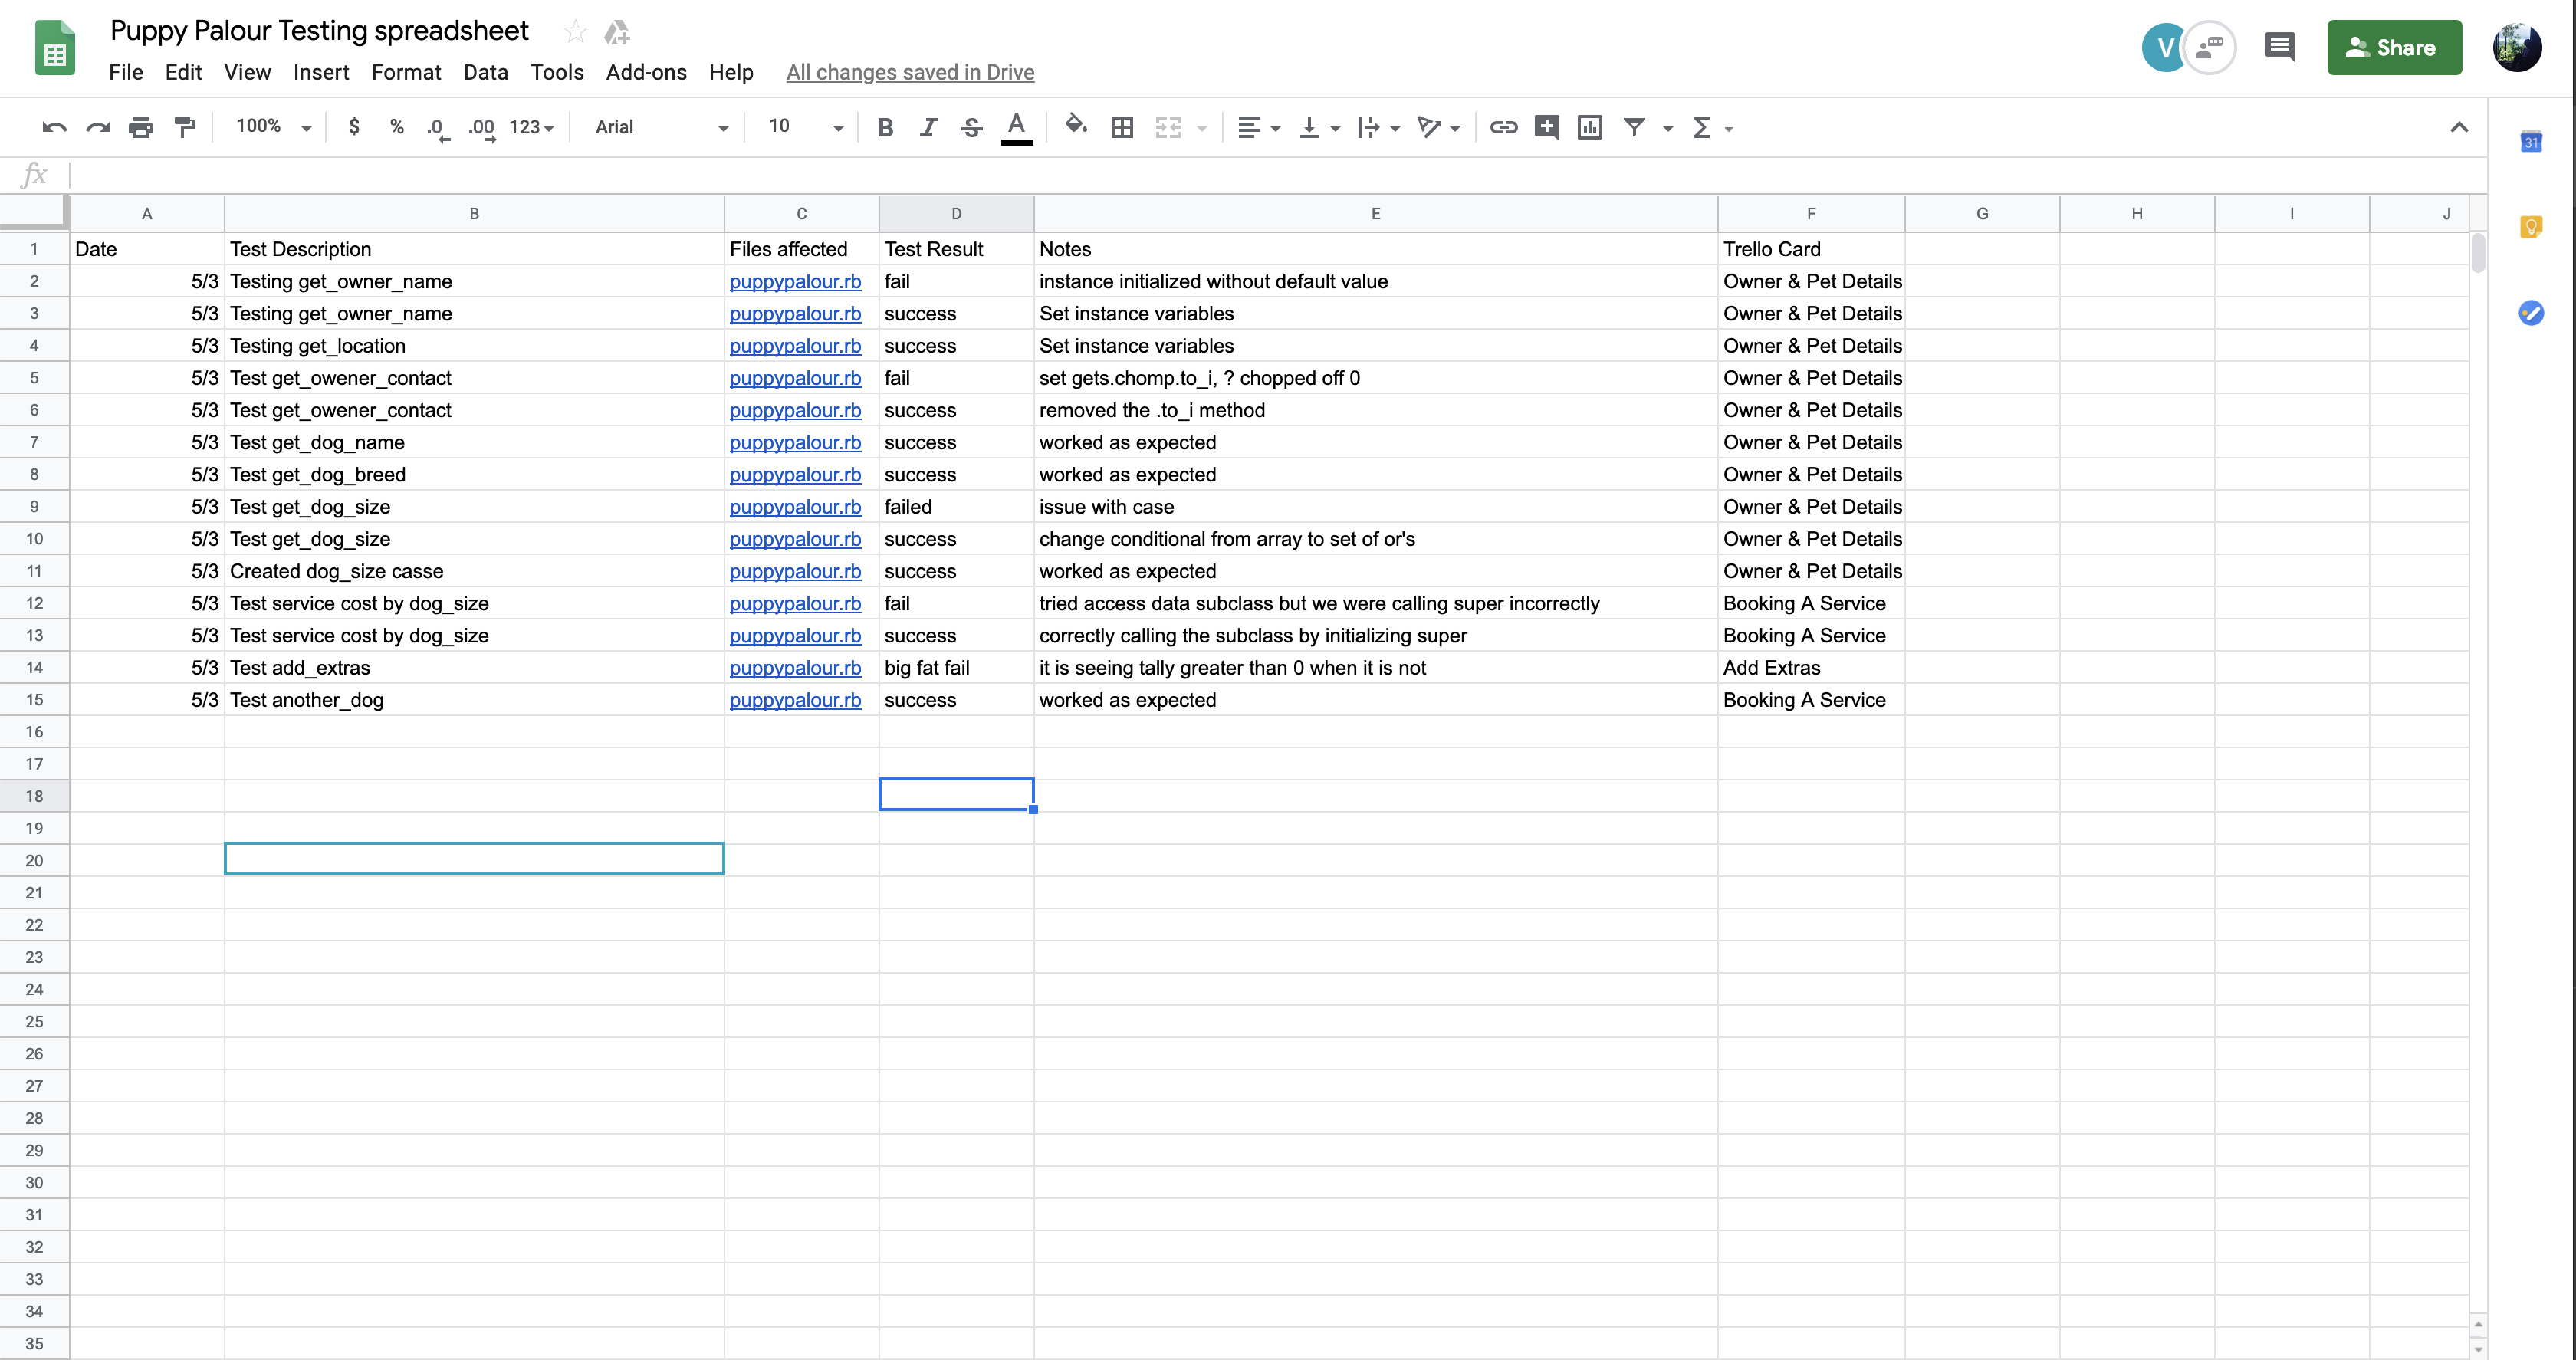 Puppy Palour Testing spreadsheet
File Edit View Insert Format Data Tools Add-ons Help All changes saved in Drive
V
Share
100% $ % .0 .00 123 Arial 10 B I S A Σ
31
fx
A B C D E F G H I J
1 Date Test Description Files affected Test Result Notes Trello Card
2 5/3 Testing get_owner_name puppypalour.rb fail instance initialized without default value Owner & Pet Details
3 5/3 Testing get_owner_name puppypalour.rb success Set instance variables Owner & Pet Details
4 5/3 Testing get_location puppypalour.rb success Set instance variables Owner & Pet Details
5 5/3 Test get_owener_contact puppypalour.rb fail set gets.chomp.to_i, ? chopped off 0 Owner & Pet Details
6 5/3 Test get_owener_contact puppypalour.rb success removed the .to_i method Owner & Pet Details
7 5/3 Test get_dog_name puppypalour.rb success worked as expected Owner & Pet Details
8 5/3 Test get_dog_breed puppypalour.rb success worked as expected Owner & Pet Details
9 5/3 Test get_dog_size puppypalour.rb failed issue with case Owner & Pet Details
10 5/3 Test get_dog_size puppypalour.rb success change conditional from array to set of or's Owner & Pet Details
11 5/3 Created dog_size casse puppypalour.rb success worked as expected Owner & Pet Details
12 5/3 Test service cost by dog_size puppypalour.rb fail tried access data subclass but we were calling super incorrectly Booking A Service
13 5/3 Test service cost by dog_size puppypalour.rb success correctly calling the subclass by initializing super Booking A Service
14 5/3 Test add_extras puppypalour.rb big fat fail it is seeing tally greater than 0 when it is not Add Extras
15 5/3 Test another_dog puppypalour.rb success worked as expected Booking A Service
16
17
18
19
20
21
22
23
24
25
26
27
28
29
30
31
32
33
34
35